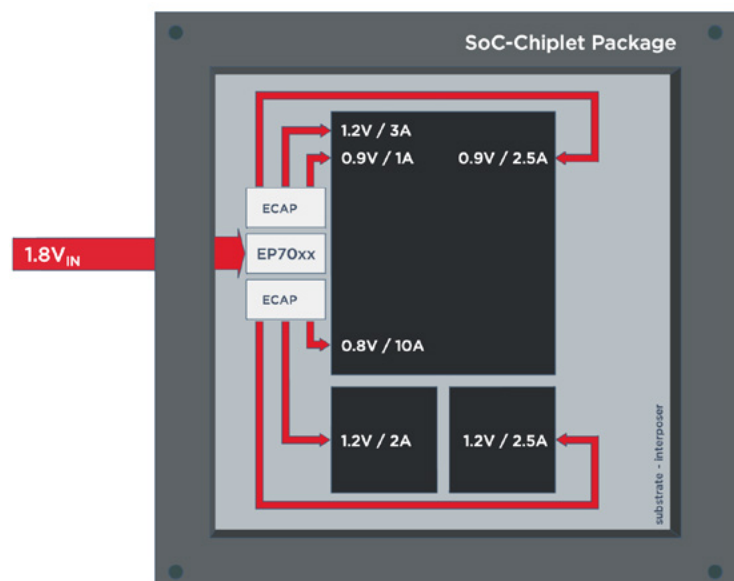 SoC-Chiplet Package
1.2V / 3A
0.9V / 1A
0.9V / 2.5A
ECAP
1.8VIN
EP70xx
ECAP
0.8V / 10A
1.2V / 2A
1.2V / 2.5A
substrate - interposer